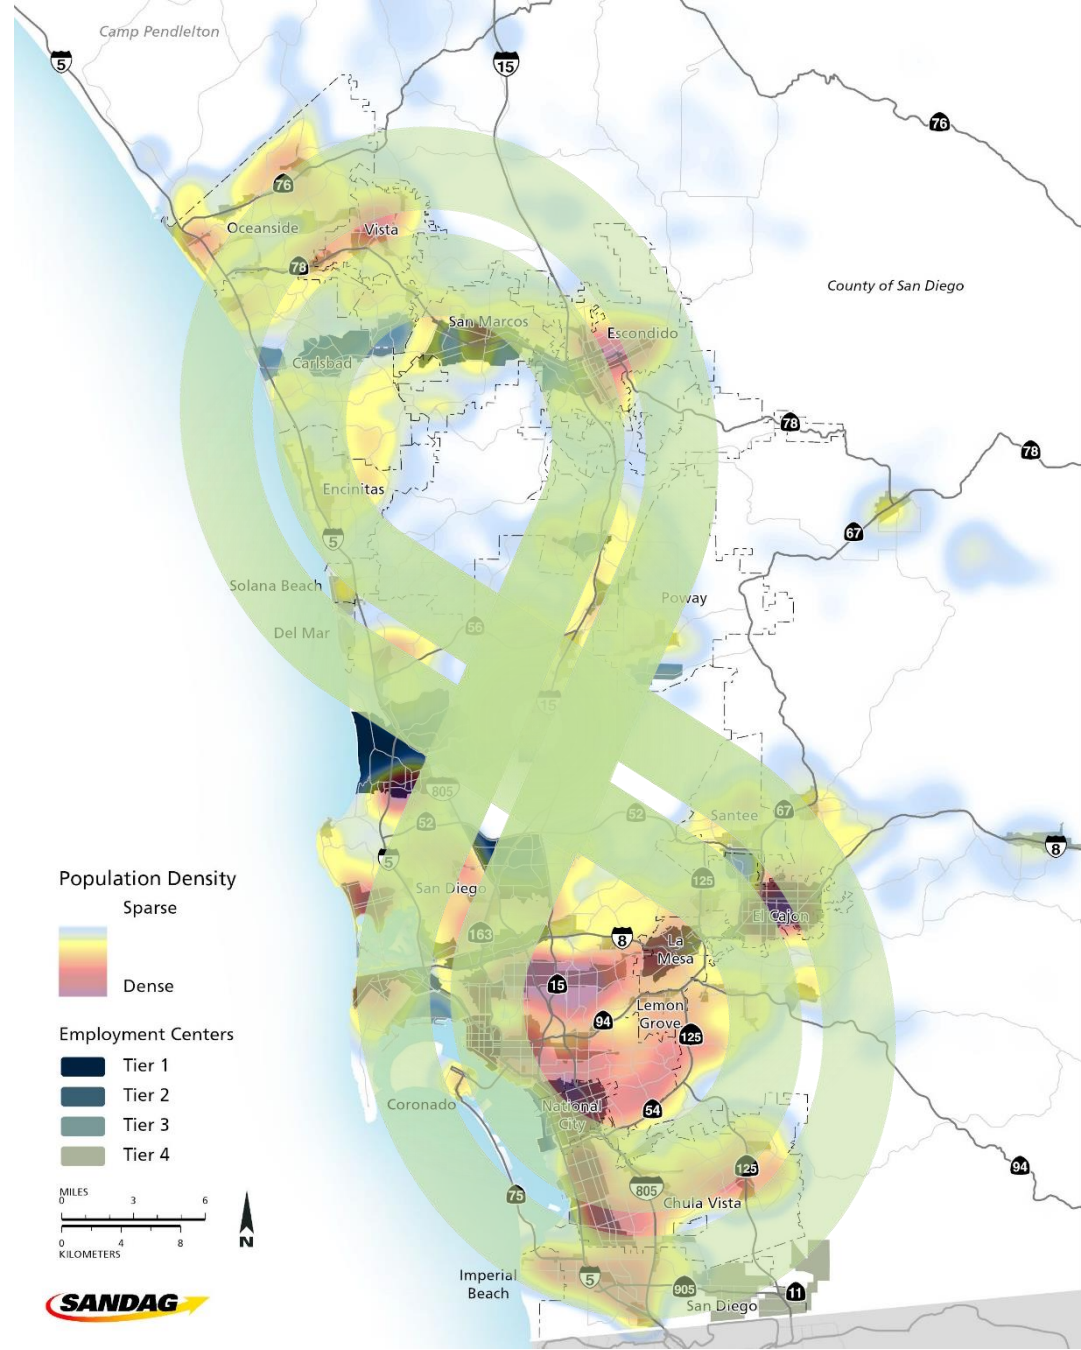 Camp Pendlelton
5
15
76
76
Oceanside
Vista
78
County of San Diego
San Marcos
Escondido
Carlsbad
78
78
Encinitas
67
5
Solana Beach
Poway
56
Del Mar
15
805
52
52
Santee
67
8
5
125
San Diego
El Cajon
163
8
La
Mesa
15
Lemon
Grove
94
125
Coronado
National
City
54
125
94
75
805
Chula Vista
Imperial
Beach
5
905
11
San Diego
Population Density
Sparse
Dense
Employment Centers
Tier 1
Tier 2
Tier 3
Tier 4
MILES
0 3 6
0 4 8
KILOMETERS
N
SANDAG